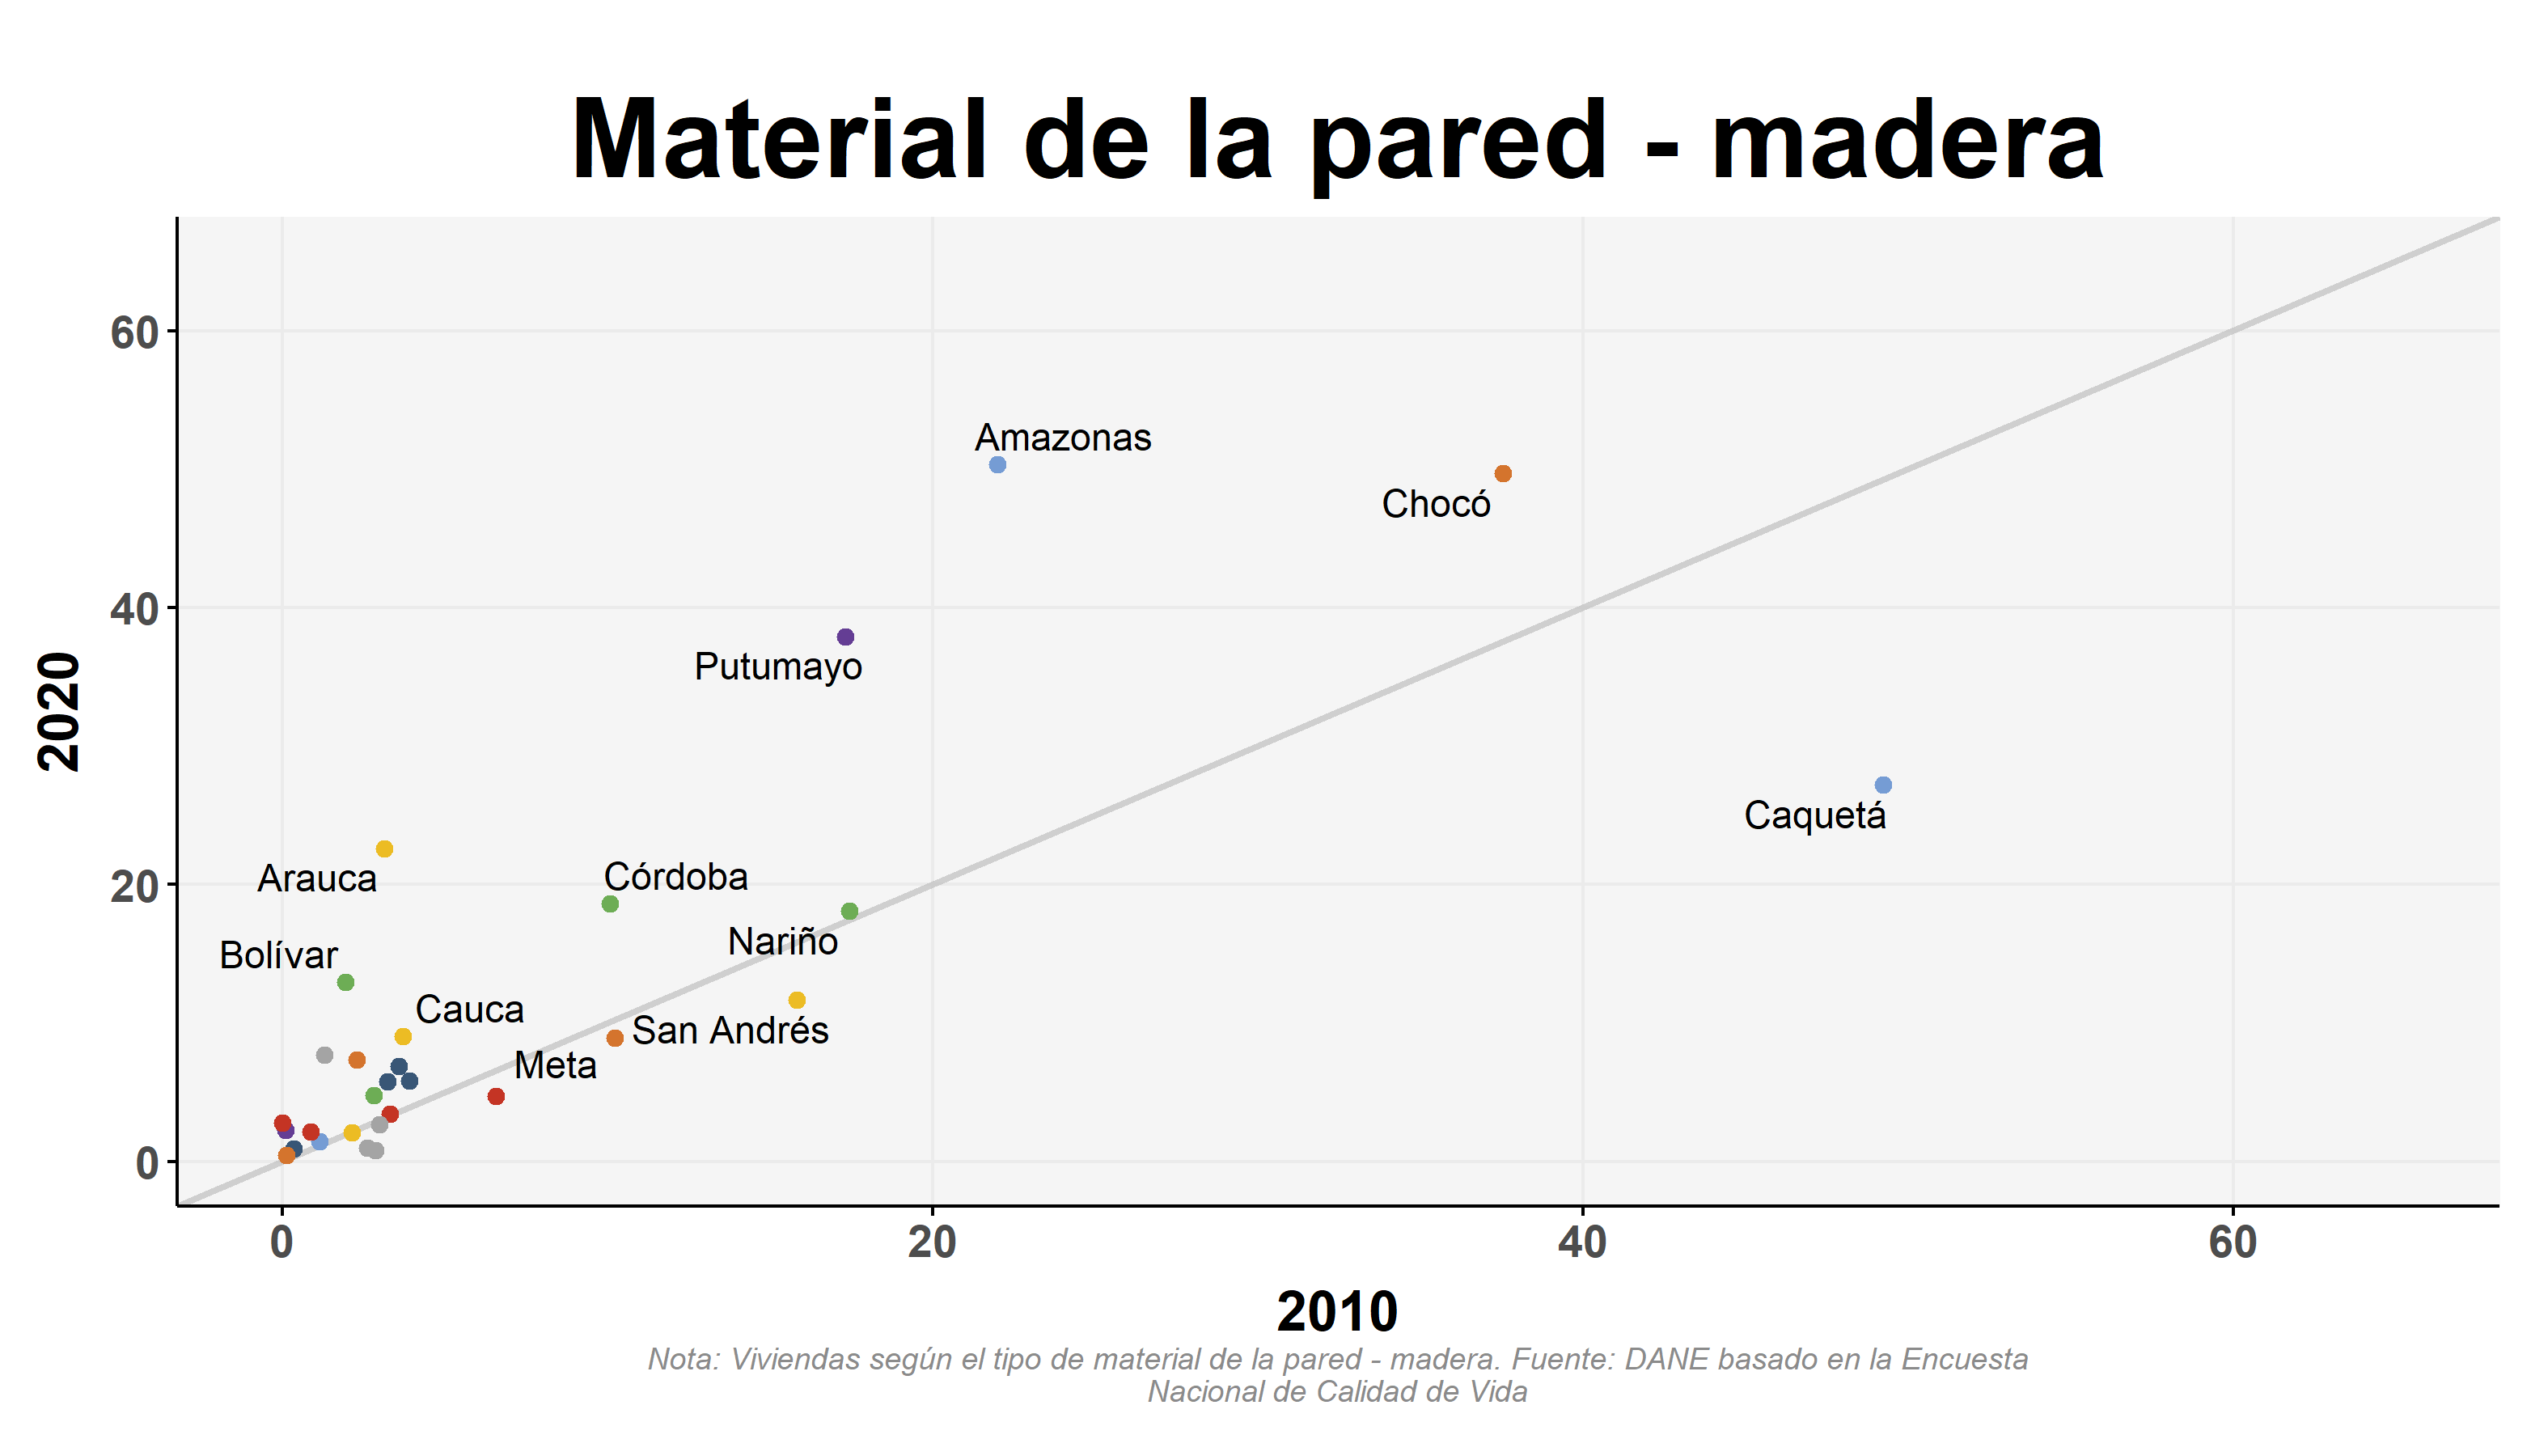 Material de la pared - madera
60
40
20
0
2020
Amazonas
Chocó
Putumayo
Caquetá
Arauca
Córdoba
Nariño
Bolívar
Cauca
San Andrés
Meta
0
20
40
60
2010
Nota: Viviendas según el tipo de material de la pared - madera. Fuente: DANE basado en la Encuesta
Nacional de Calidad de Vida